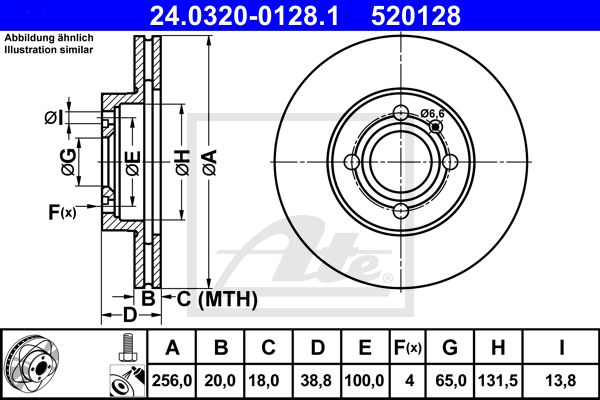 24.0320-0128.1 520128
Abbildung ähnlich
Illustration similar
ØI
ØG
ØE
ØH
ØA
F(x)
B
C (MTH)
D
Ø6,6
Ate
A B C D E F(x) G H I
256,0 20,0 18,0 38,8 100,0 4 65,0 131,5 13,8